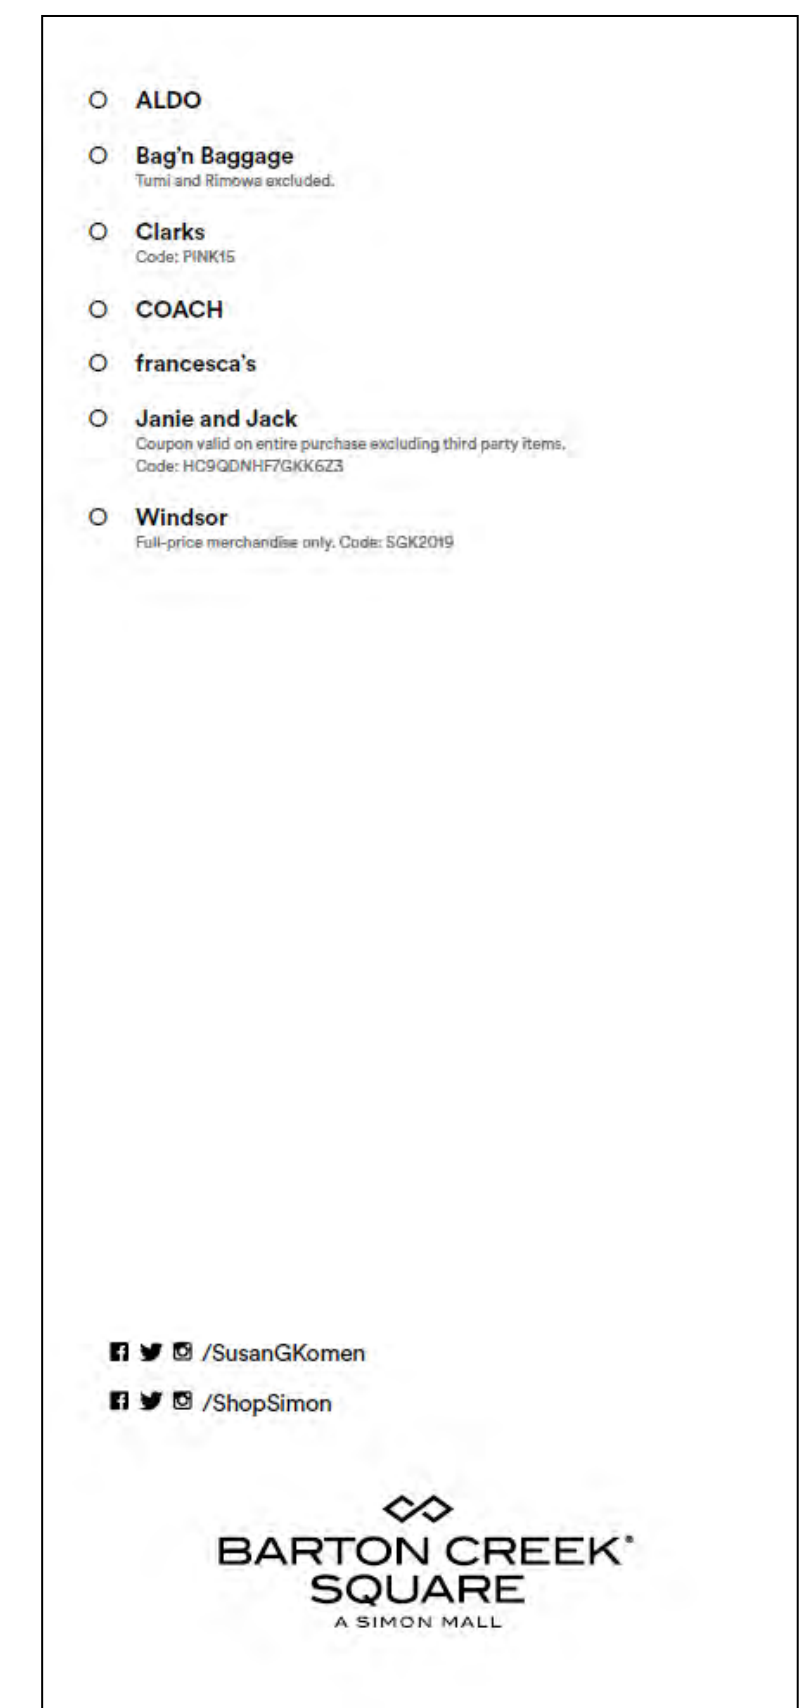 ALDO
Bag'n Baggage
Tumi and Rimowa excluded.
Clarks
Code: PINK15
COACH
francesca's
Janie and Jack
Coupon valid on entire purchase excluding third party items.
Code: HC9QDNHF7GKK6Z3
Windsor
Full-price merchandise only. Code: SGK2019
/SusanGKomen
/ShopSimon
BARTON CREEK®
SQUARE
A SIMON MALL